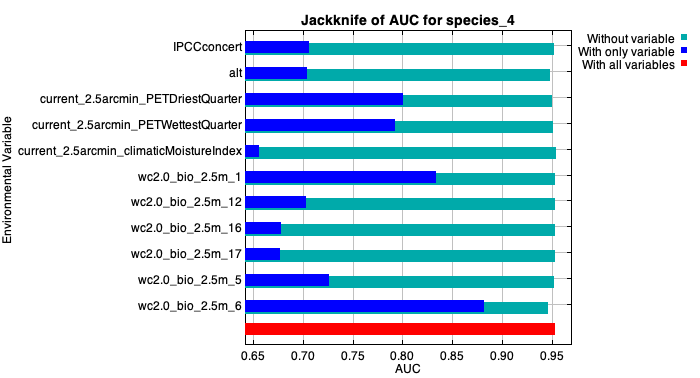 Jackknife of AUC for species_4
Without variable
With only variable
With all variables
Environmental Variable
IPCCconcert
alt
current_2.5arcmin_PETDriestQuarter
current_2.5arcmin_PETWettestQuarter
current_2.5arcmin_climaticMoistureIndex
wc2.0_bio_2.5m_1
wc2.0_bio_2.5m_12
wc2.0_bio_2.5m_16
wc2.0_bio_2.5m_17
wc2.0_bio_2.5m_5
wc2.0_bio_2.5m_6
0.65 0.70 0.75 0.80 0.85 0.90 0.95
AUC